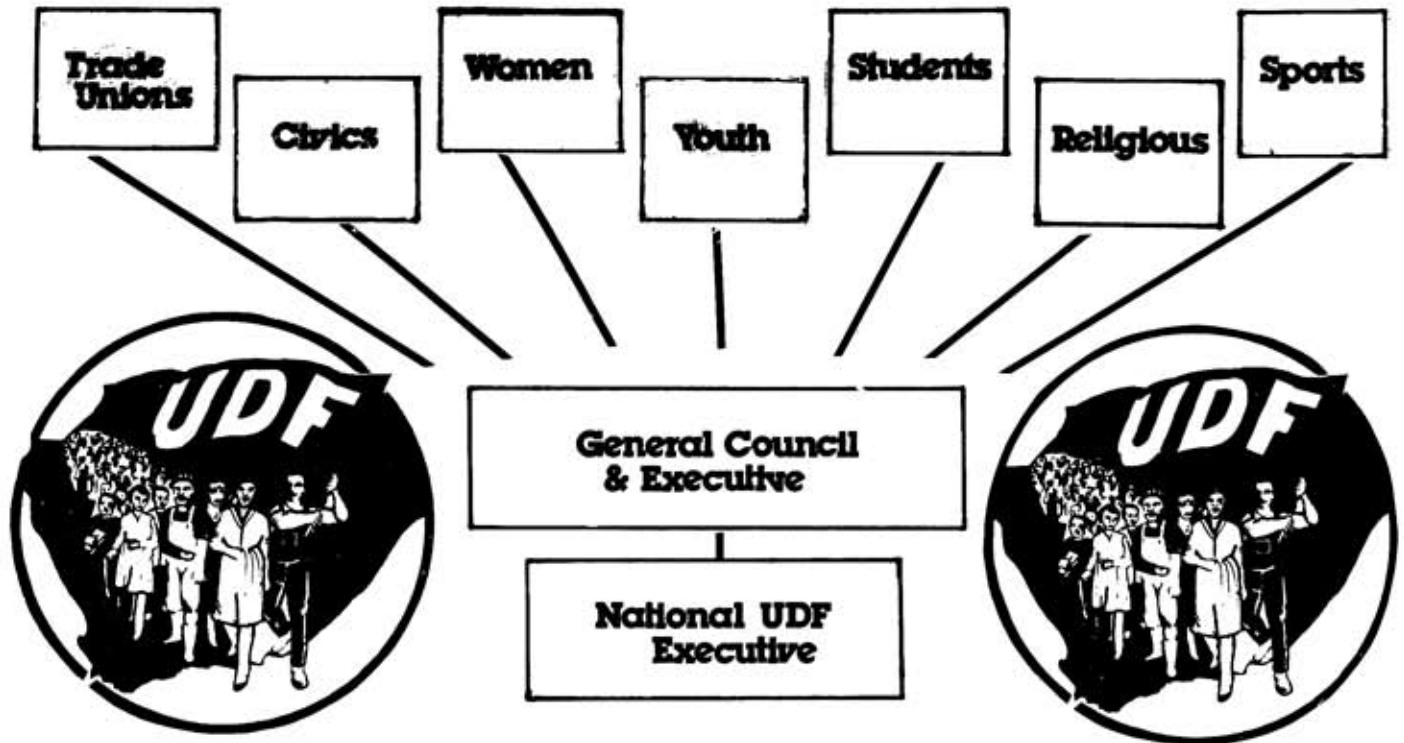 Trade
Unions
Civics
Women
Youth
Students
Religious
Sports
UDF
UDF
General Council
& Executive
National UDF
Executive